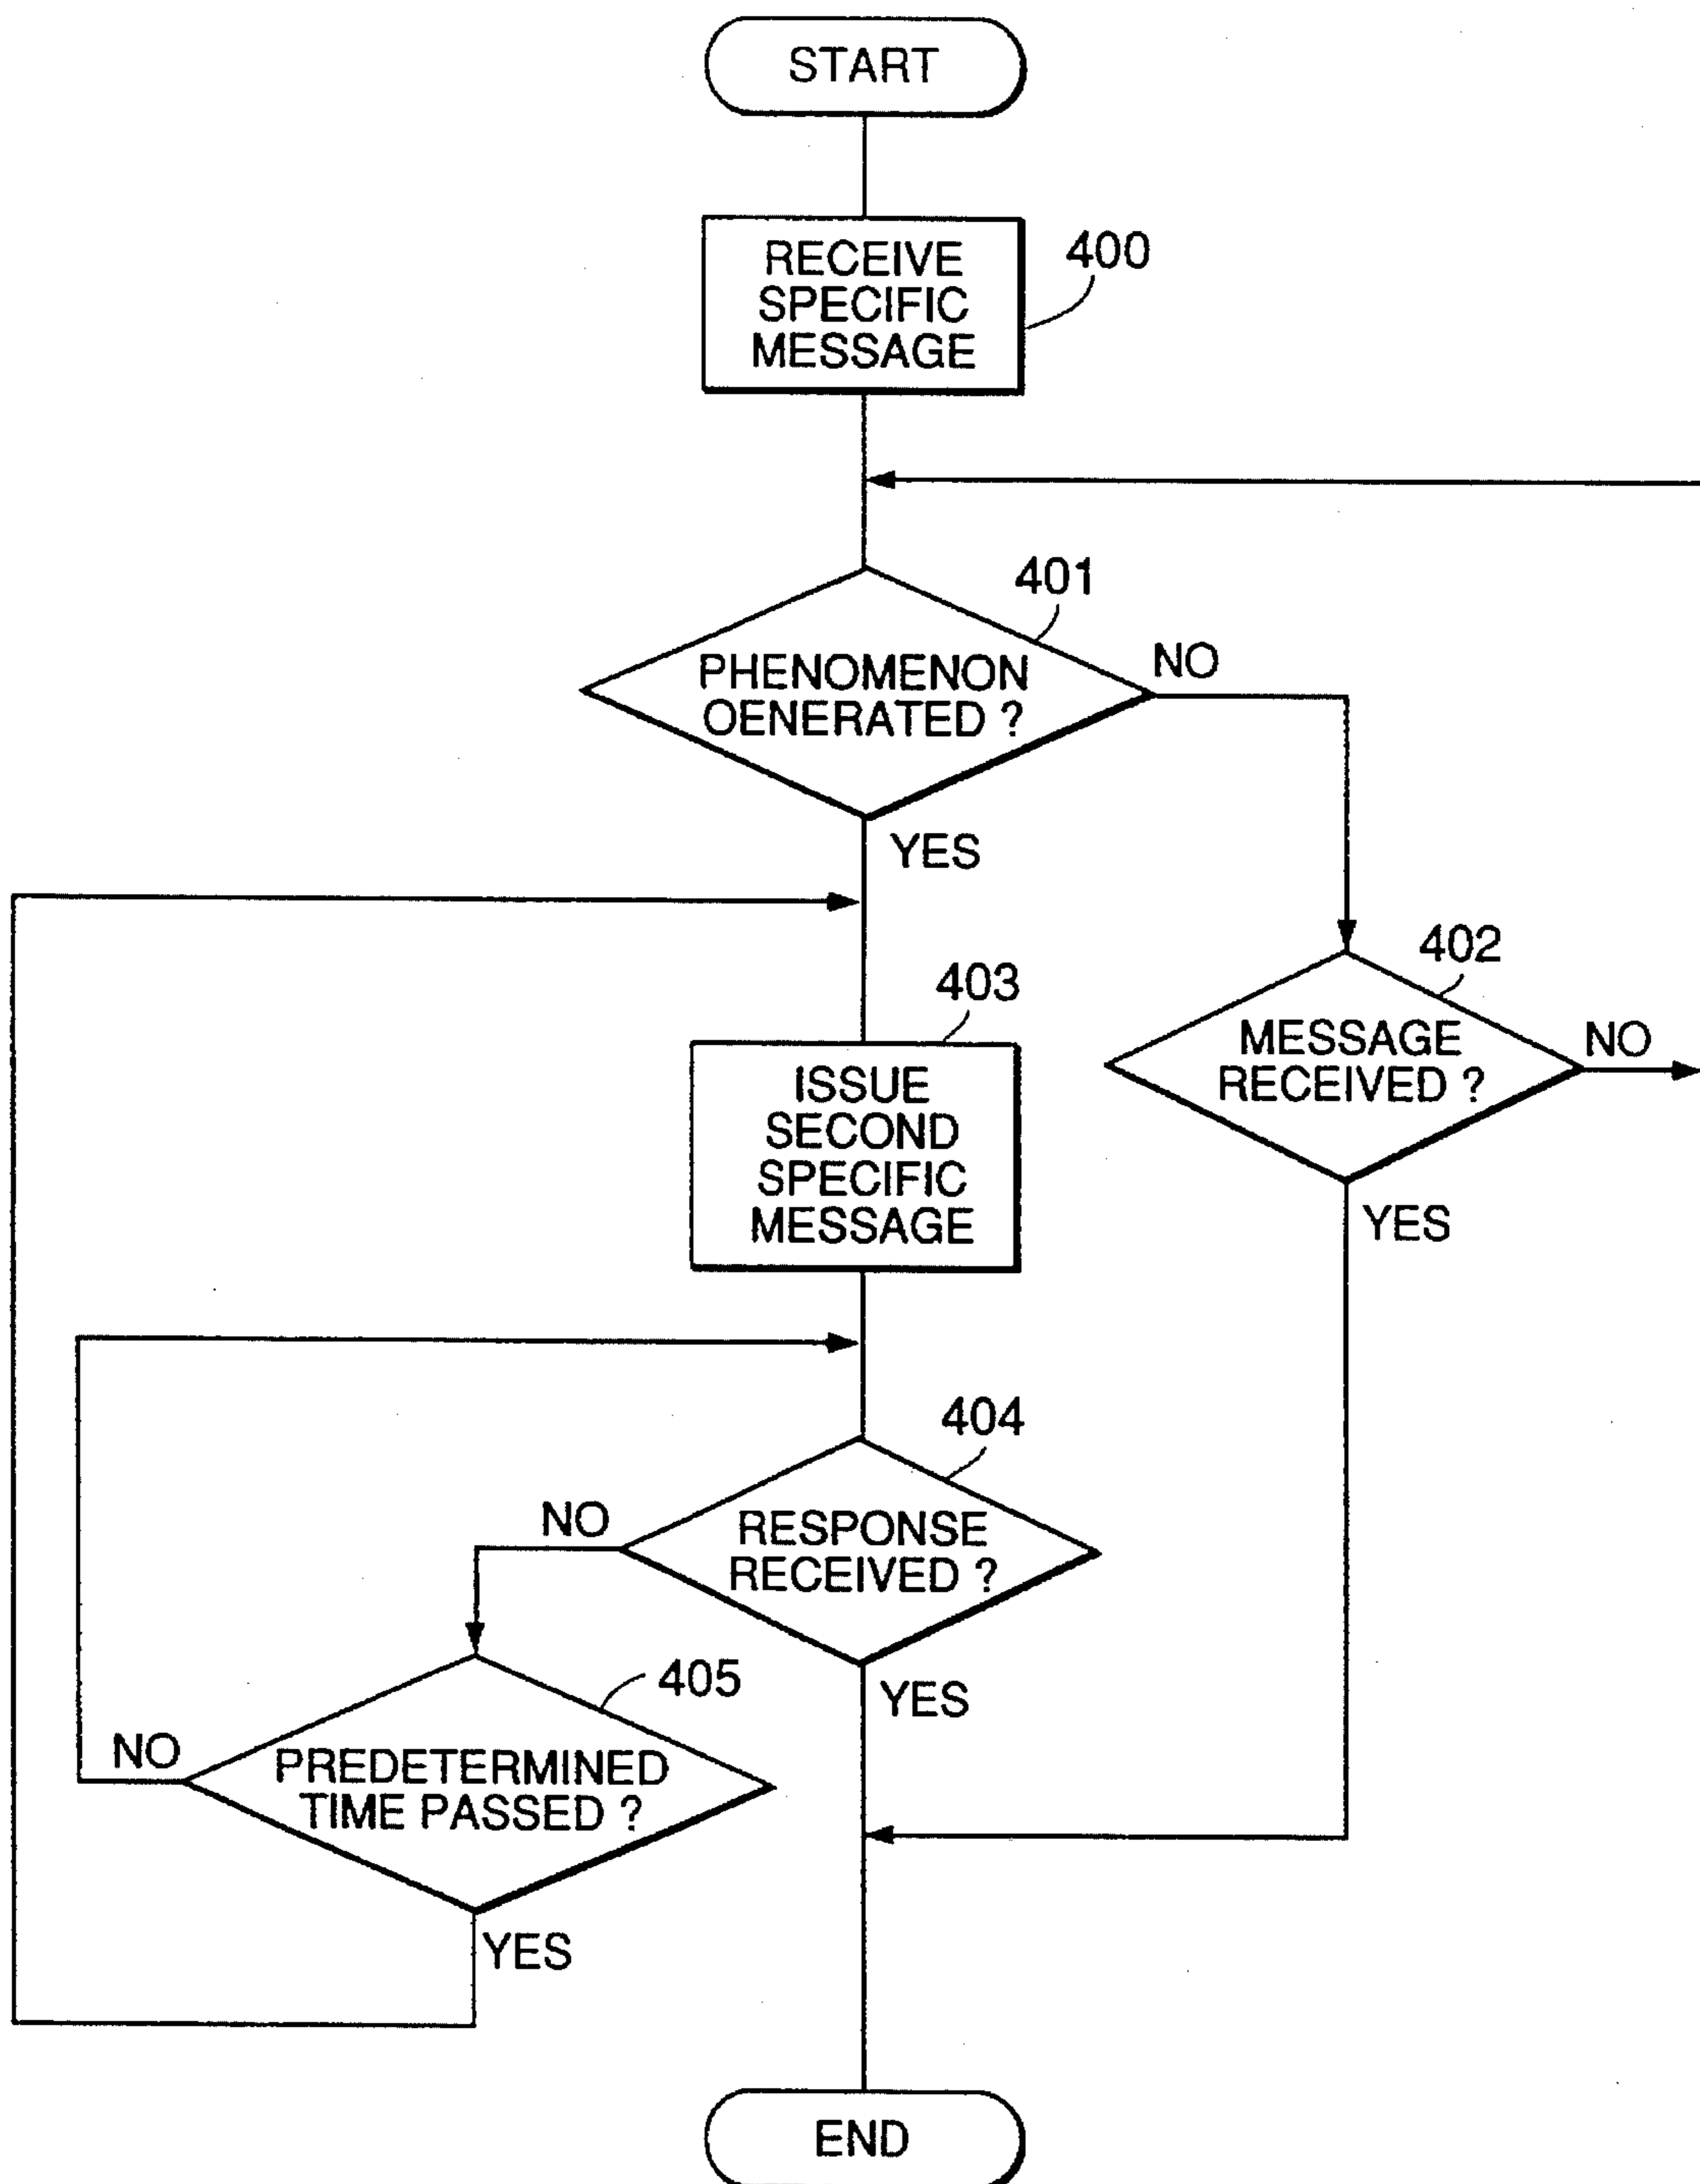 START
RECEIVE
SPECIFIC
MESSAGE
400
401
PHENOMENON
OENERATED ?
NO
YES
402
MESSAGE
RECEIVED ?
NO
YES
403
ISSUE
SECOND
SPECIFIC
MESSAGE
404
RESPONSE
RECEIVED ?
NO
YES
405
PREDETERMINED
TIME PASSED ?
NO
YES
END